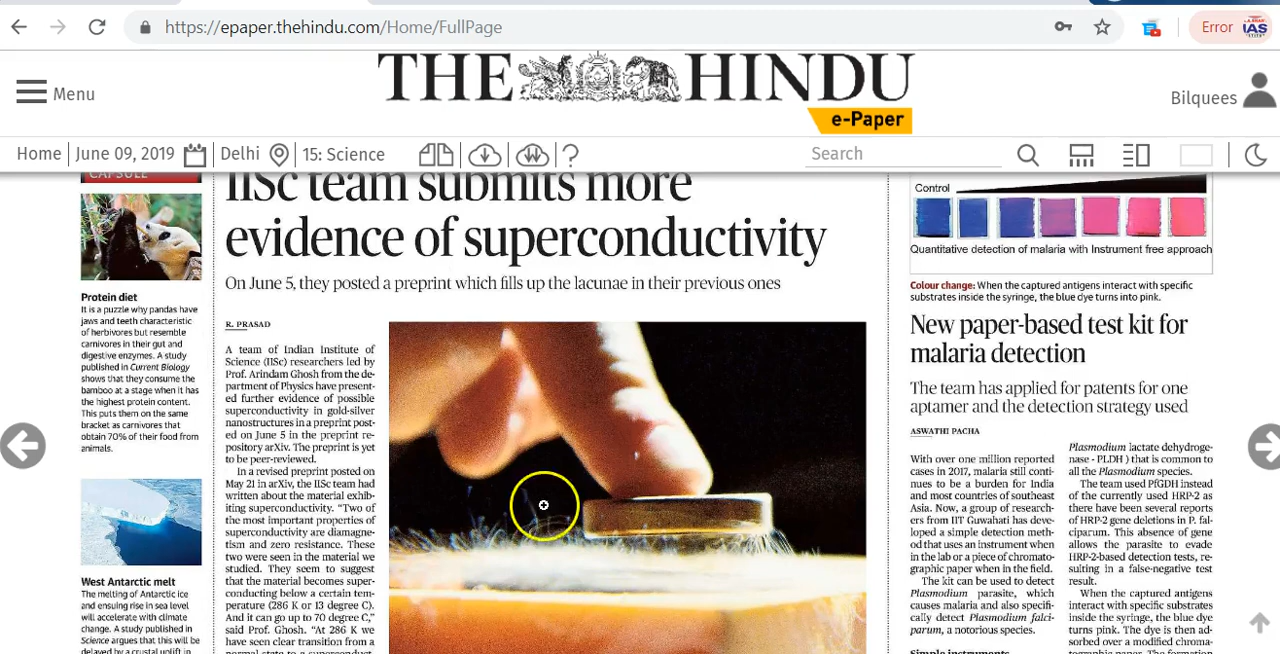 https://epaper.thehindu.com/Home/FullPage
Error
IAS
Menu
THE HINDU
e-Paper
Bilquees
Home
June 09, 2019
Delhi
15: Science
?
Search
CAPSULE
Protein diet
It is a puzzle why pandas have
jaws and teeth characteristic
of herbivores but resemble
carnivores in their gut and
digestive enzymes. A study
published in Current Biology
shows that they consume the
bamboo at a stage when it has
the highest protein content.
This puts them on the same
bracket as carnivores that
obtain 70% of their food from
animals.
West Antarctic melt
The melting of Antarctic ice
and ensuing rise in sea level
will accelerate with climate
change. A study published in
Science argues that this will be
delayed by a crustal uplift in
IISc team submits more
evidence of superconductivity
On June 5, they posted a preprint which fills up the lacunae in their previous ones
R. PRASAD
A team of Indian Institute of
Science (IISc) researchers led by
Prof. Arindam Ghosh from the de-
partment of Physics have present-
ed further evidence of possible
superconductivity in gold-silver
nanostructures in a preprint post-
ed on June 5 in the preprint re-
pository arXiv. The preprint is yet
to be peer-reviewed.
In a revised preprint posted on
May 21 in arXiv, the IISc team had
written about the material exhib-
iting superconductivity. “Two of
the most important properties of
superconductivity are diamagne-
tism and zero resistance. These
two were seen in the material we
studied. They seem to suggest
that the material becomes super-
conducting below a certain tem-
perature (286 K or 13 degree C).
And it can go up to 70 degree C,”
said Prof. Ghosh. “At 286 K we
have seen clear transition from a
normal state to a superconduct-
Control
Quantitative detection of malaria with Instrument free approach
Colour change: When the captured antigens interact with specific
substrates inside the syringe, the blue dye turns into pink.
New paper-based test kit for
malaria detection
The team has applied for patents for one
aptamer and the detection strategy used
ASWATHI PACHA
With over one million reported
cases in 2017, malaria still conti-
nues to be a burden for India
and most countries of southeast
Asia. Now, a group of research-
ers from IIT Guwahati has deve-
loped a simple detection meth-
od that uses an instrument when
in the lab or a piece of chromato-
graphic paper when in the field.
The kit can be used to detect
Plasmodium parasite, which
causes malaria and also specifi-
cally detect Plasmodium falci-
parum, a notorious species.
Simple instruments
Plasmodium lactate dehydroge-
nase - PLDH ) that is common to
all the Plasmodium species.
The team used PfGDH instead
of the currently used HRP-2 as
there have been several reports
of HRP-2 gene deletions in P. fal-
ciparum. This absence of gene
allows the parasite to evade
HRP-2-based detection tests, re-
sulting in a false-negative test
result.
When the captured antigens
interact with specific substrates
inside the syringe, the blue dye
turns pink. The dye is then ad-
sorbed over a modified chroma-
tographic paper. The formation